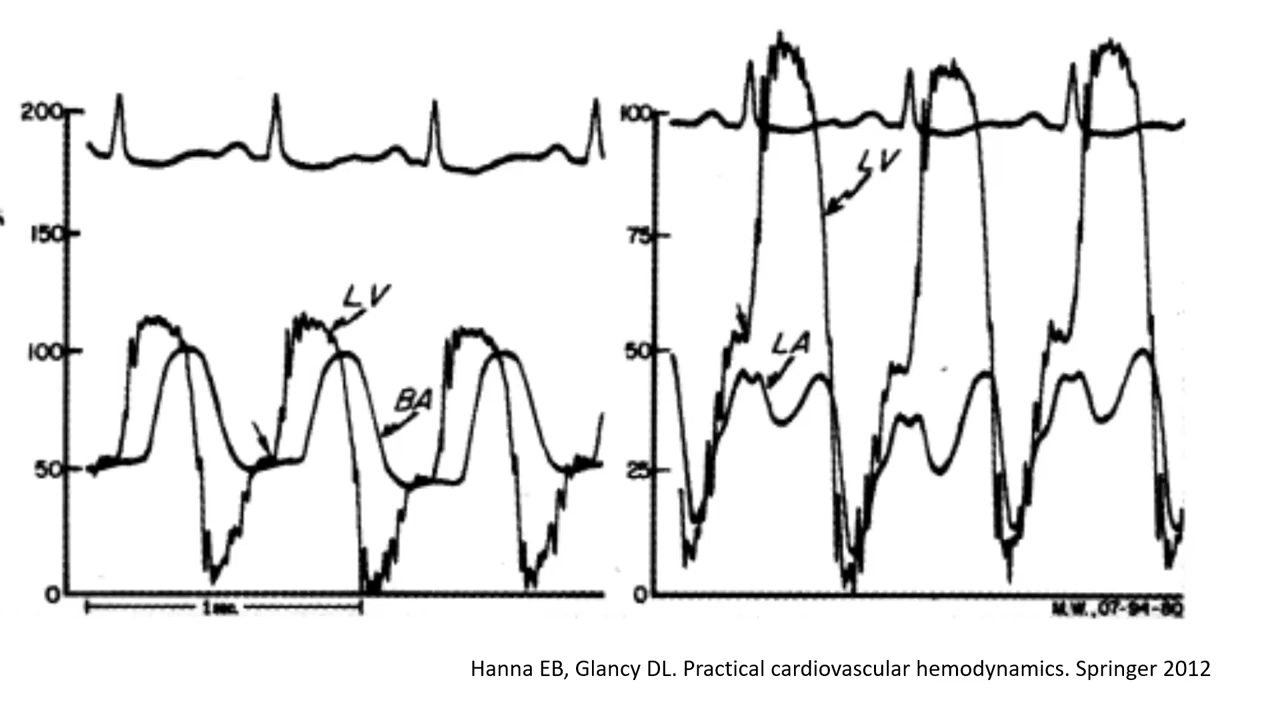 200
150
100
50
0
LV
BA
1 sec.
100
75
50
25
0
LV
LA
M.W., 07-94-80
Hanna EB, Glancy DL. Practical cardiovascular hemodynamics. Springer 2012